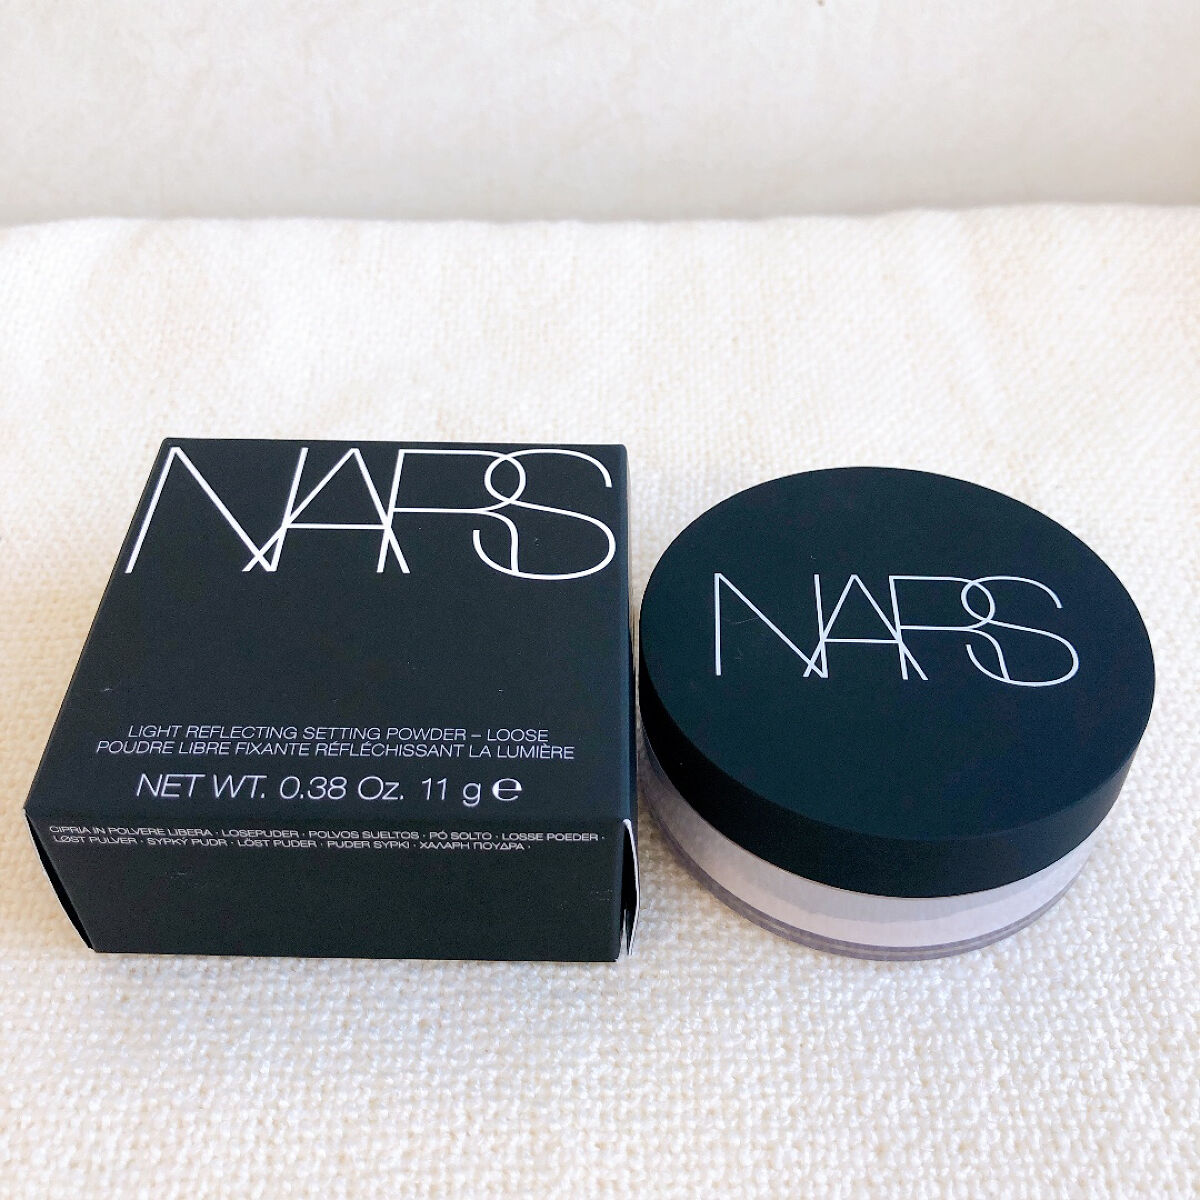 NARS
LIGHT REFLECTING SETTING POWDER – LOOSE
POUDRE LIBRE FIXANTE RÉFLÉCHISSANT LA LUMIÈRE
NET WT. 0.38 Oz. 11 g ℮
CIPRIA IN POLVERE LIBERA · LOSEPUDER · POLVOS SUELTOS · PÓ SOLTO · LOSSE POEDER ·
LØST PULVER · SYPKÝ PUDR · LÖST PUDER · PUDER SYPKI · ΧΑΛΑΡΗ ΠΟΥΔΡΑ ·
NARS